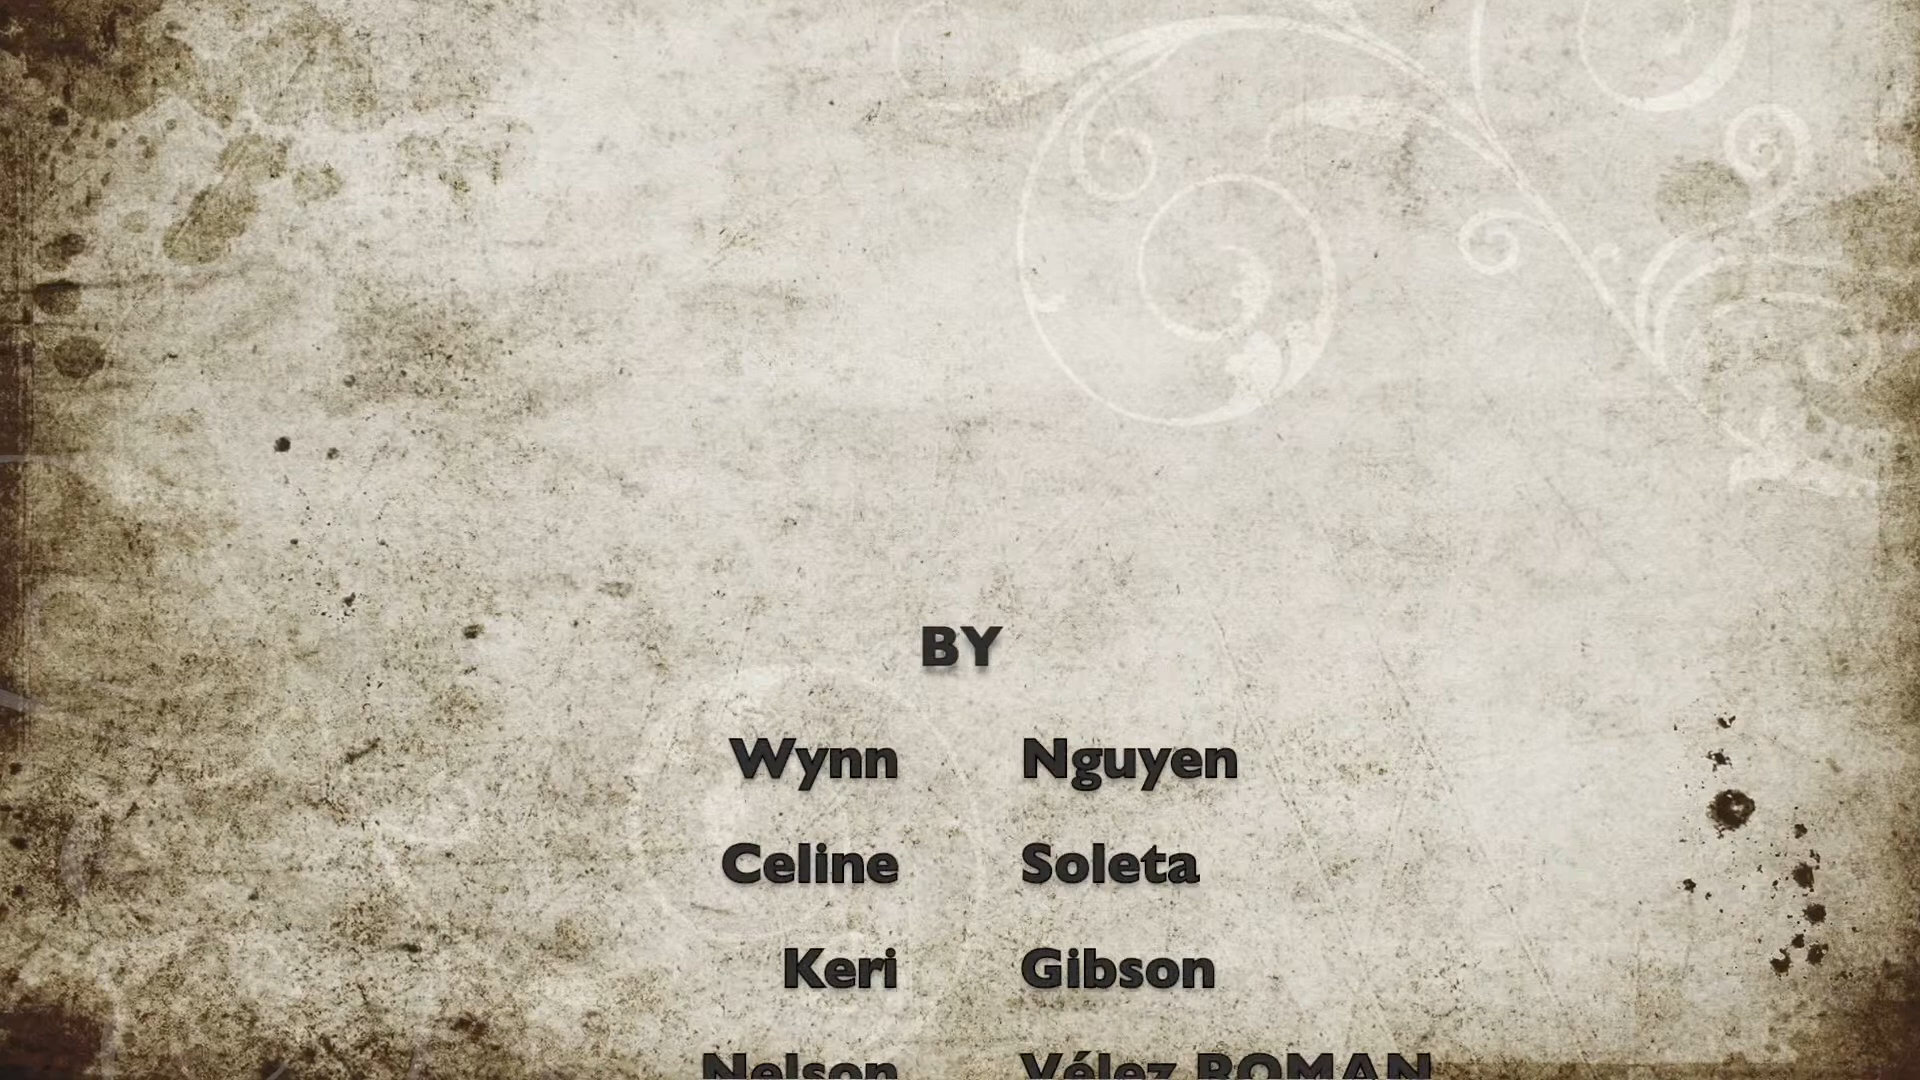 BY
Wynn Nguyen
Celine Soleta
Keri Gibson
Nelson Vélez ROMAN